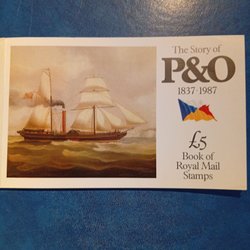 The Story of
P&O
1837-1987
£5
Book of
Royal Mail
Stamps